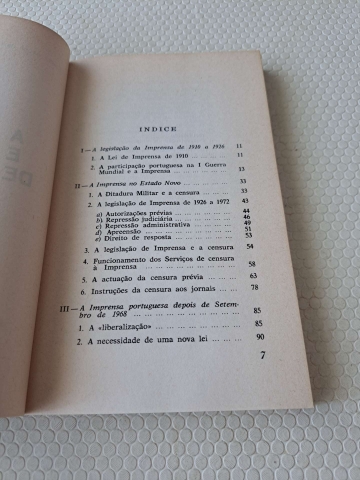 ÍNDICE
I — A legislação da Imprensa de 1910 a 1926 11
1. A Lei de Imprensa de 1910 ... ... ... 11
2. A participação portuguesa na I Guerra
Mundial e a Imprensa ... ... ... ... 23
II — A Imprensa no Estado Novo ... ... ... ... 33
1. A Ditadura Militar e a censura ... ... 33
2. A legislação de Imprensa de 1926 a 1972 42
a) Autorizações prévias ... ... ... ... 44
b) Repressão judiciária ... ... ... ... 46
c) Repressão administrativa ... ... ... 49
d) Apreensão ... ... ... ... ... ... 51
e) Direito de resposta ... ... ... ... 53
3. A legislação de Imprensa e a censura 54
4. Funcionamento dos Serviços de censura
à Imprensa ... ... ... ... ... ... 58
5. A actuação da censura prévia ... ... 63
6. Instruções da censura aos jornais ... 78
III — A Imprensa portuguesa depois de Setem-
bro de 1968 ... ... ... ... ... ... ... 85
1. A «liberalização» ... ... ... ... ... 85
2. A necessidade de uma nova lei ... ... 90
7